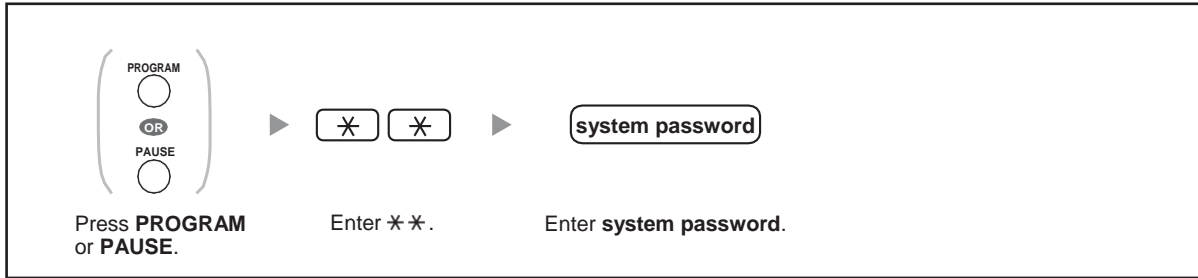 PROGRAM
OR
PAUSE
✳ ✳
system password
Press PROGRAM
or PAUSE.
Enter ✳✳.
Enter system password.